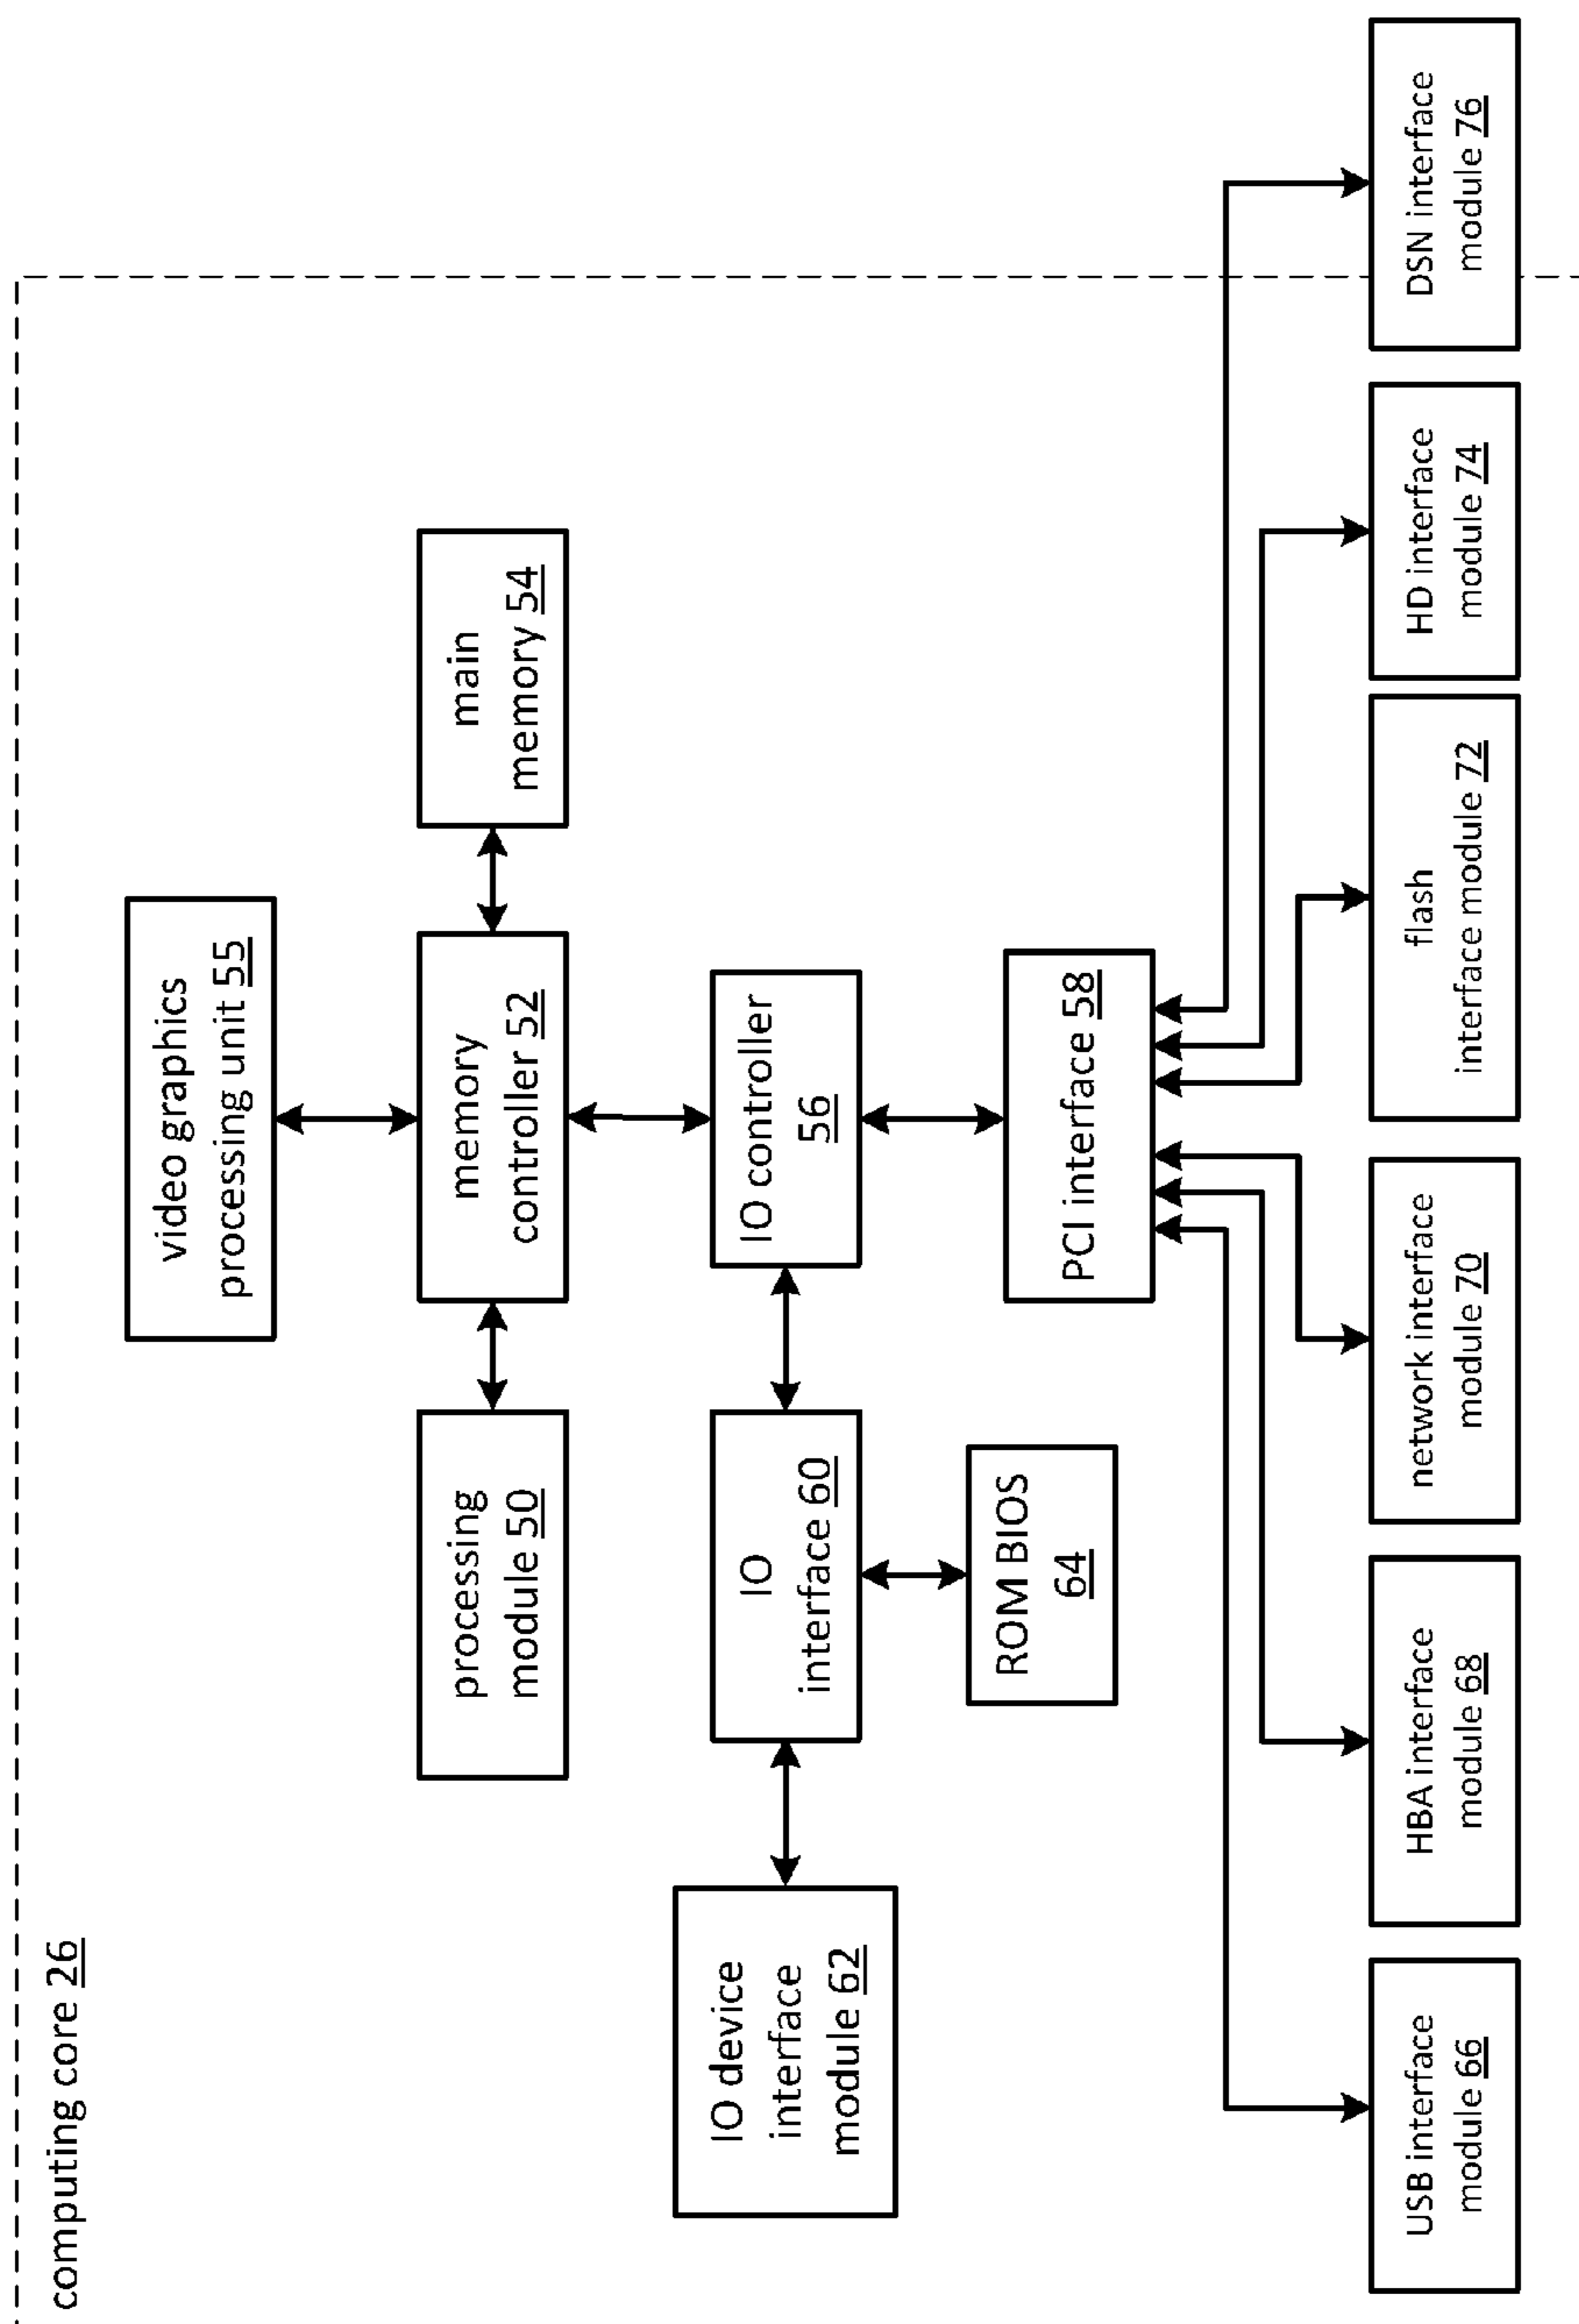 computing core 26
video graphics
processing unit 55
processing
module 50
memory
controller 52
main
memory 54
IO device
interface
module 62
IO
interface 60
IO controller
56
ROM BIOS
64
PCI interface 58
USB interface
module 66
HBA interface
module 68
network interface
module 70
flash
interface module 72
HD interface
module 74
DSN interface
module 76